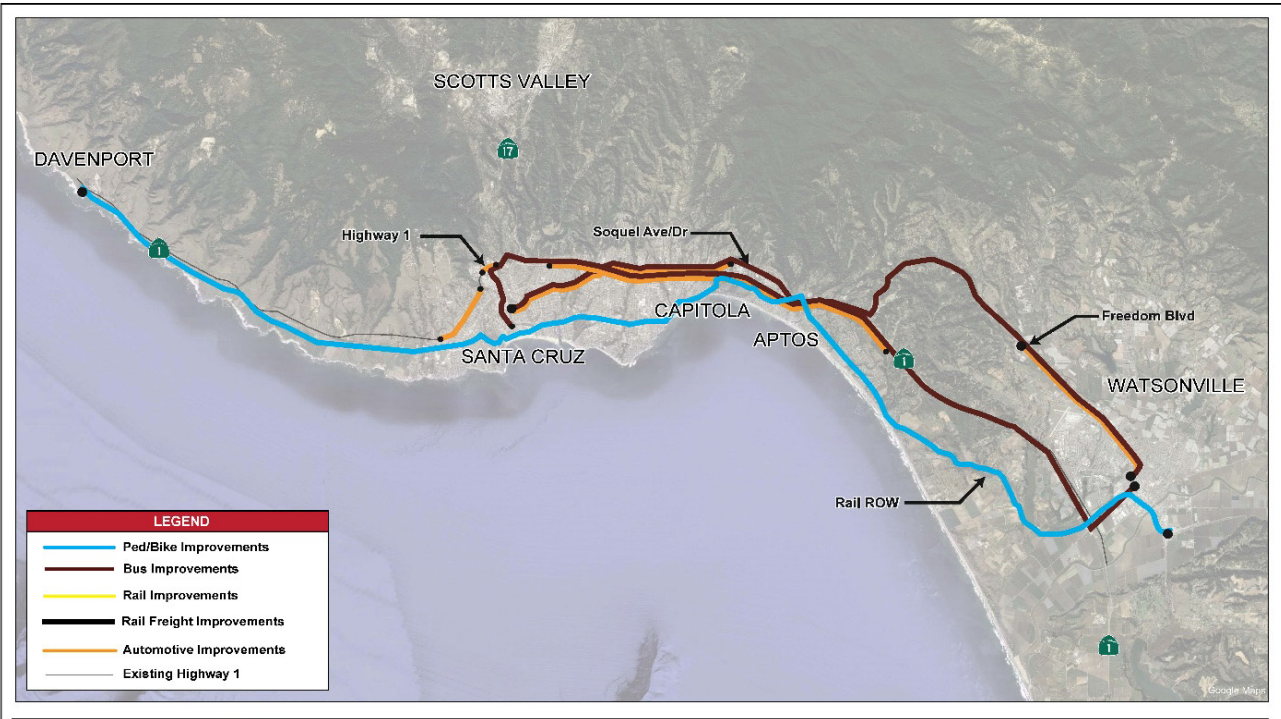 SCOTTS VALLEY
17
DAVENPORT
1
Highway 1
Soquel Ave/Dr
CAPITOLA
SANTA CRUZ
APTOS
Freedom Blvd
1
WATSONVILLE
Rail ROW
LEGEND
Ped/Bike Improvements
Bus Improvements
Rail Improvements
Rail Freight Improvements
Automotive Improvements
Existing Highway 1
1
Google Maps